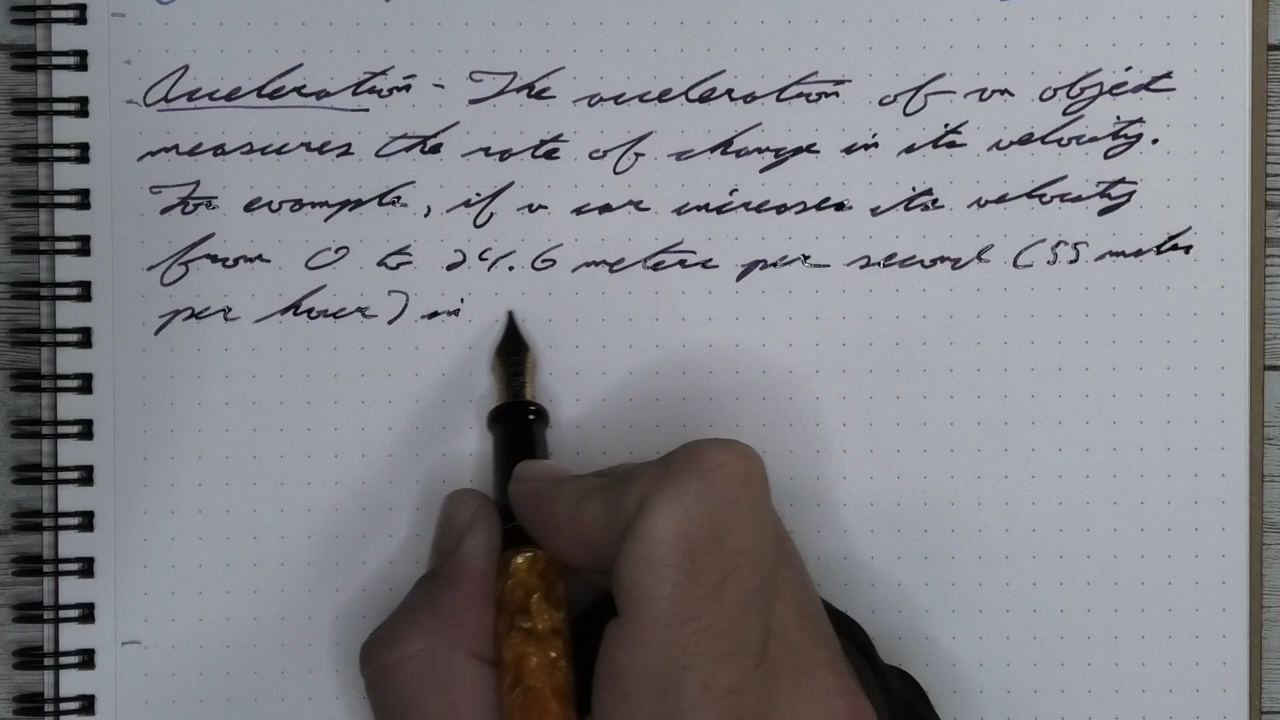 Acceleration - The acceleration of an object
measures the rate of change in its velocity.
For example, if a car increases its velocity
from 0 to 24.6 meters per second (55 miles
per hour) in